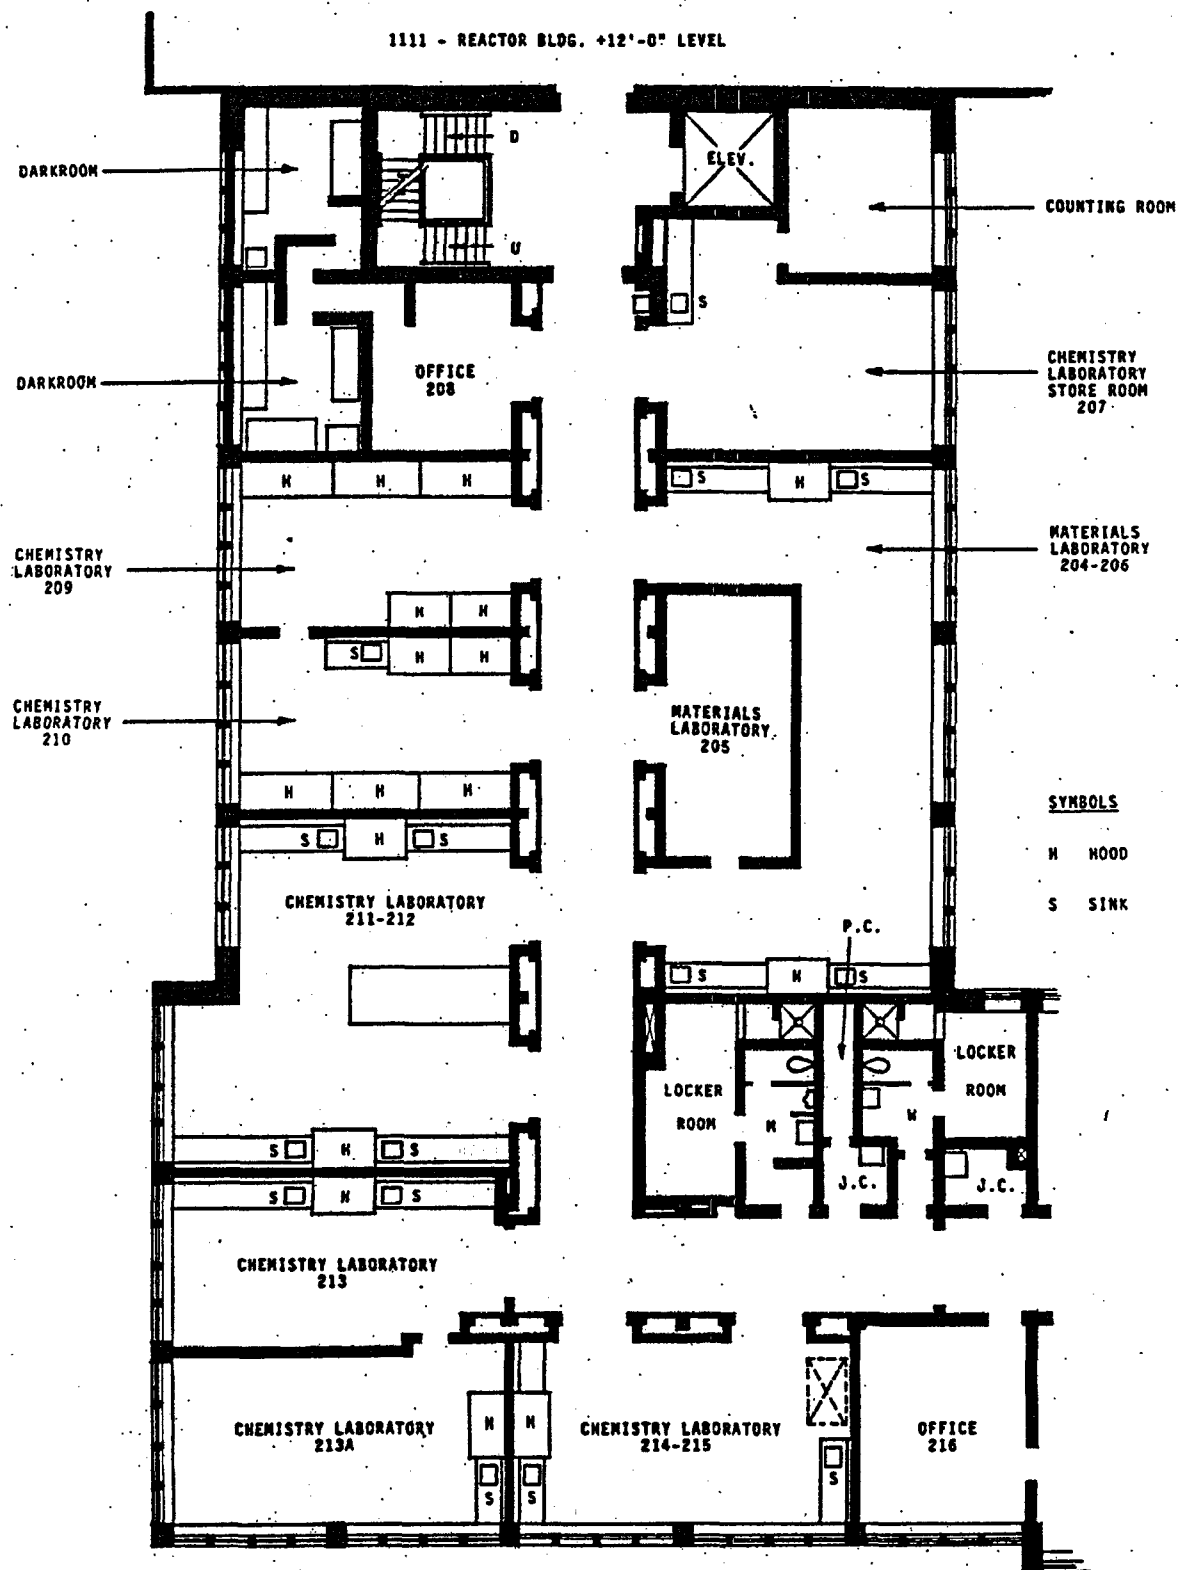 1111 - REACTOR BLDG. +12'-0" LEVEL
D
ELEV.
DARKROOM
COUNTING ROOM
U
S
CHEMISTRY
LABORATORY
STORE ROOM
207
OFFICE
208
DARKROOM
H H H
S H S
MATERIALS
LABORATORY
204-206
CHEMISTRY
LABORATORY
209
H H
S H H
CHEMISTRY
LABORATORY
210
MATERIALS
LABORATORY
205
H H H
S H S
SYMBOLS
H HOOD
S SINK
CHEMISTRY LABORATORY
211-212
P.C.
S H S
LOCKER
ROOM
LOCKER
ROOM
M
W
S H S
S H S
J.C.
J.C.
CHEMISTRY LABORATORY
213
H H
CHEMISTRY LABORATORY
213A
CHEMISTRY LABORATORY
214-215
OFFICE
216
S S
S